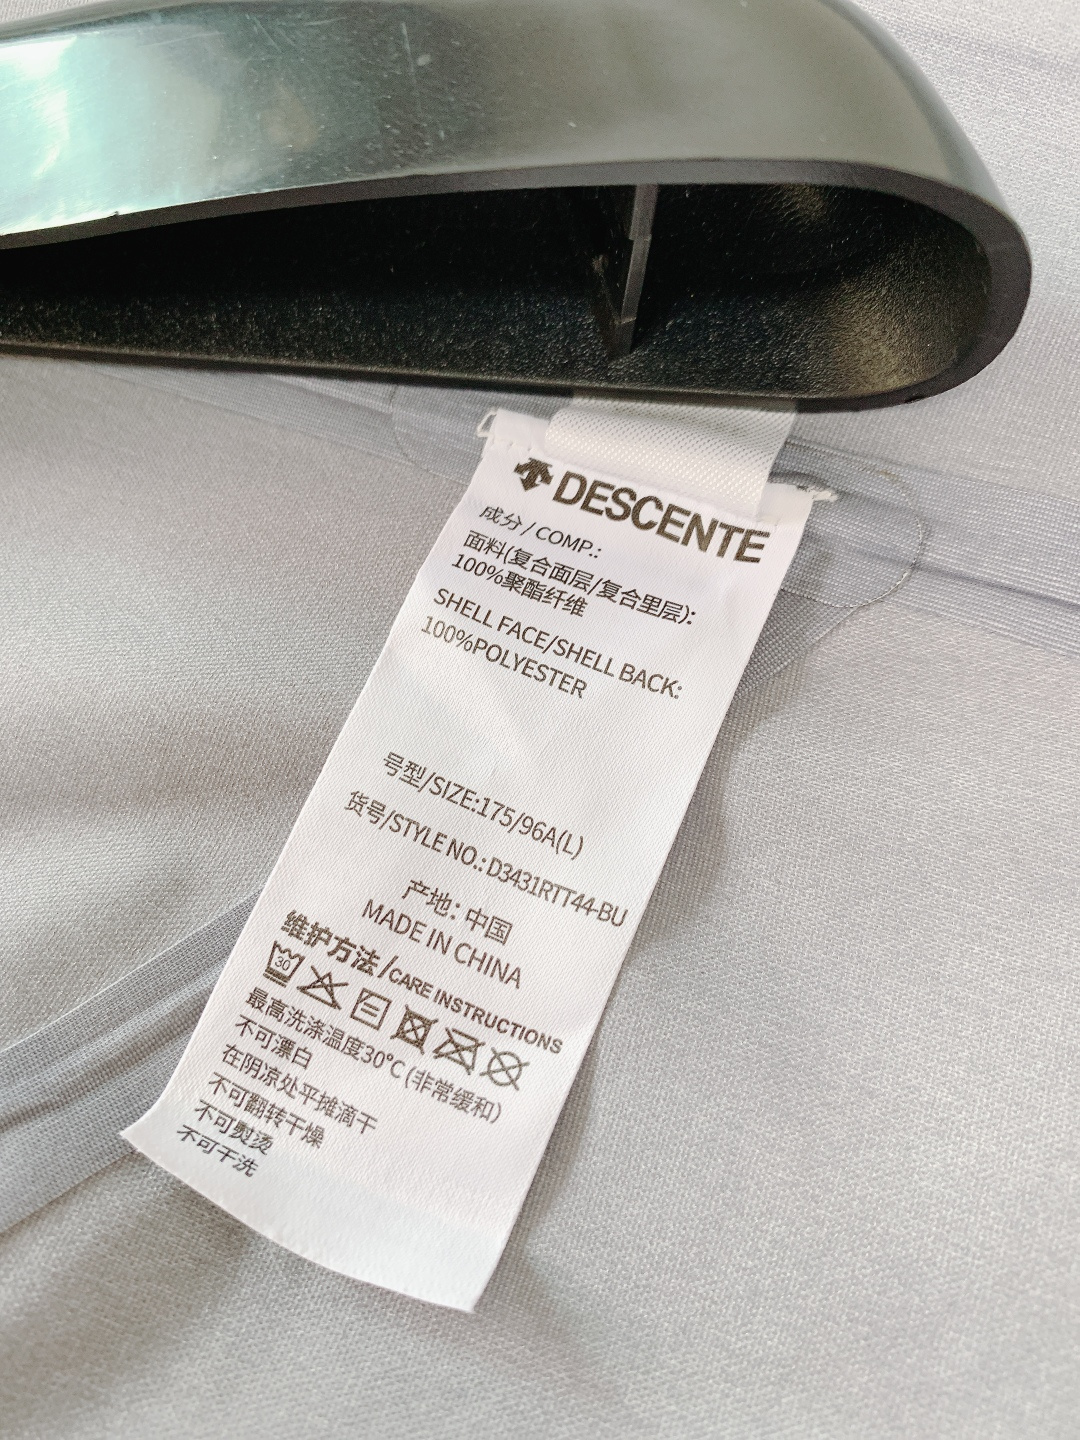 DESCENTE
成分 / COMP.:
面料(复合面层/复合里层):
100%聚酯纤维
SHELL FACE/SHELL BACK:
100%POLYESTER
号型/SIZE:175/96A(L)
货号/STYLE NO.: D3431RTT44-BU
产地: 中国
MADE IN CHINA
维护方法 /CARE INSTRUCTIONS
30
最高洗涤温度30°C (非常缓和)
不可漂白
在阴凉处平摊滴干
不可翻转干燥
不可熨烫
不可干洗